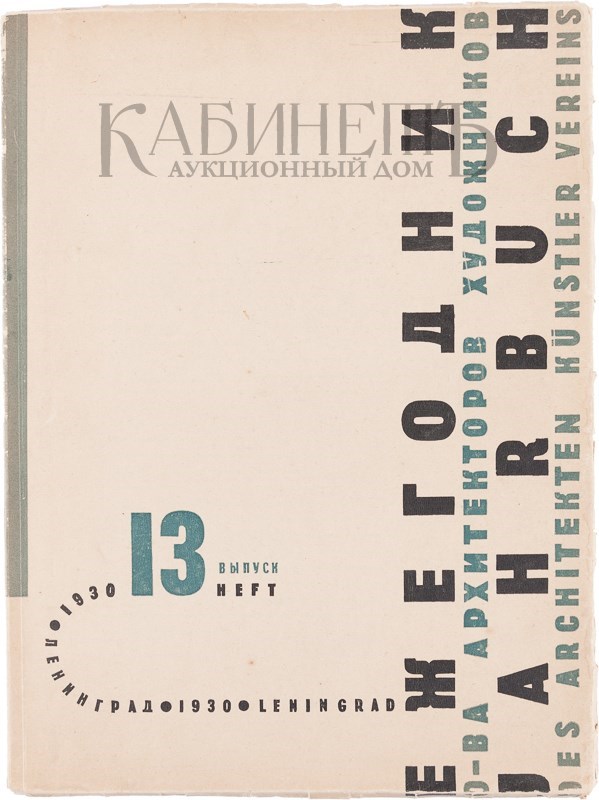 КАБИНЕТЪ
АУКЦИОННЫЙ ДОМ
ЕЖЕГОДНИК
О-ВА АРХИТЕКТОРОВ ХУДОЖНИКОВ
JAHRBUCH
DES ARCHITEKTEN KÜNSTLER VEREINS
13
ВЫПУСК
HEFT
1930•ЛЕНИНГРАД•1930•LENINGRAD